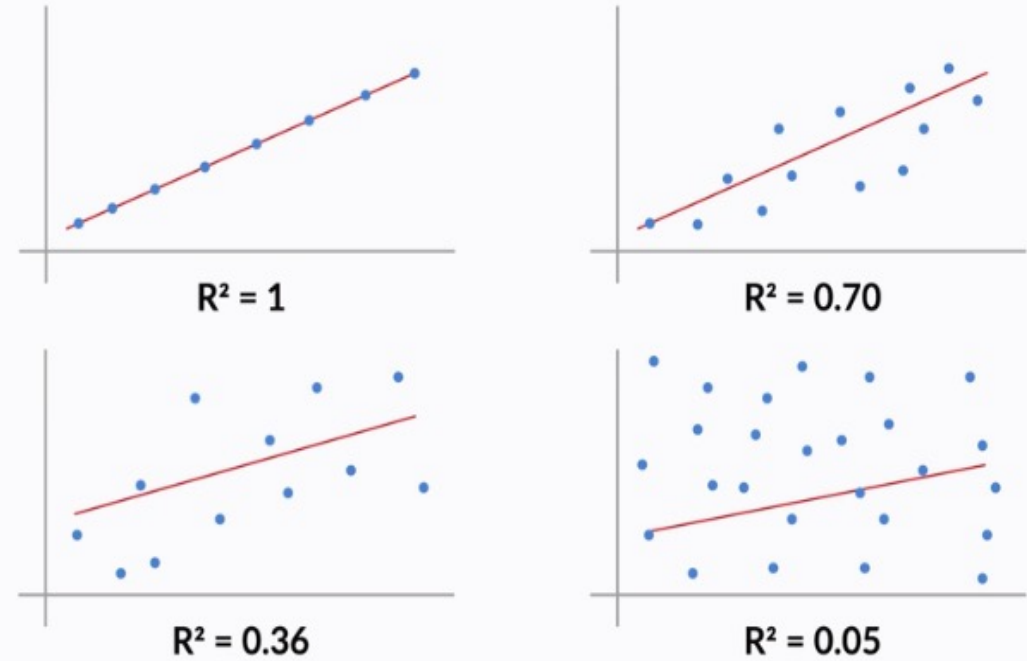 R² = 1
R² = 0.70
R² = 0.36
R² = 0.05